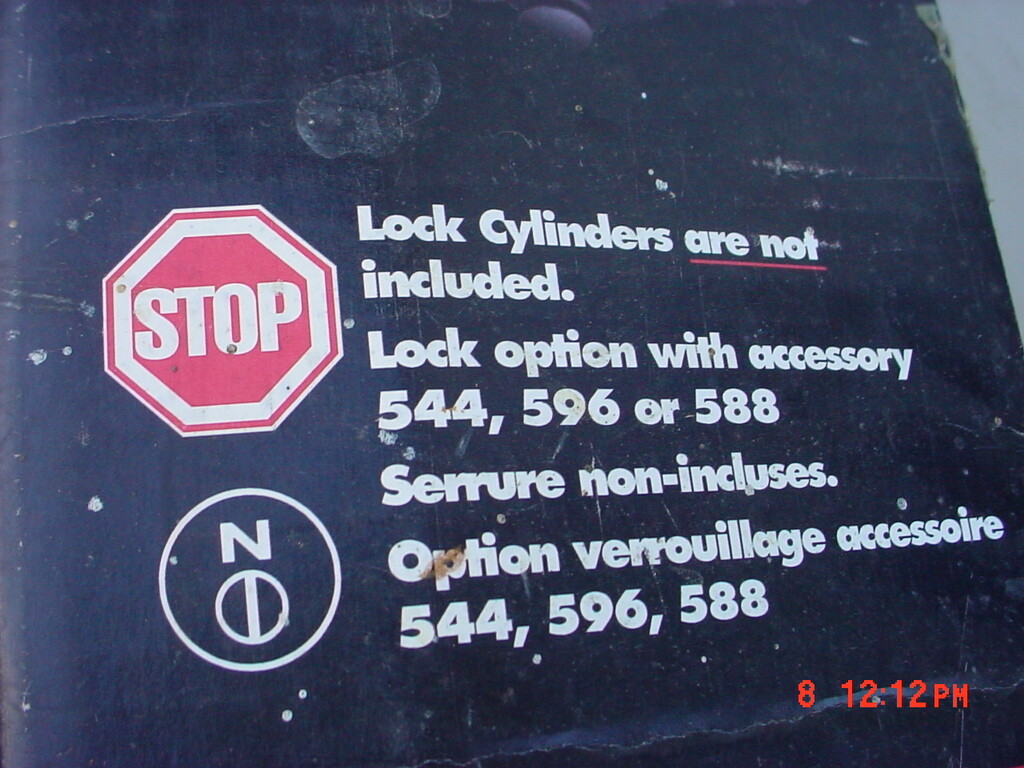 STOP
Lock Cylinders are not
included.
Lock option with accessory
544, 596 or 588
Serrure non-incluses.
N
Option verrouillage accessoire
544, 596, 588
8 12:12PM